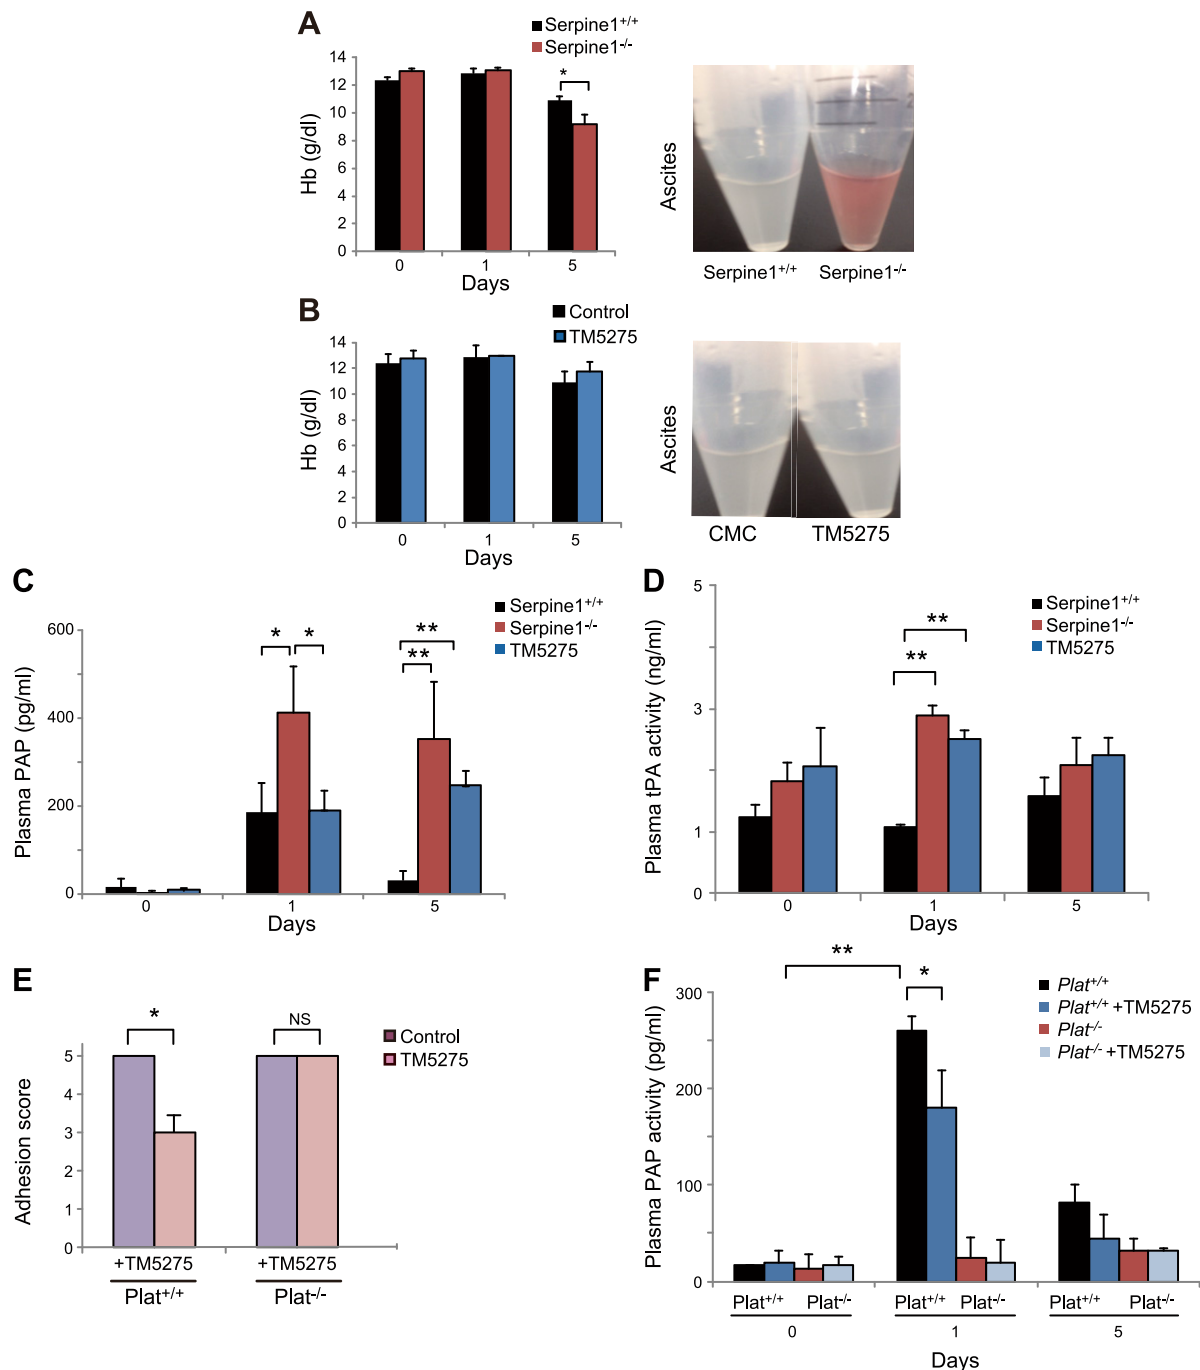 A
Serpine1+/+
Serpine1-/-
14
12
10
8
6
4
2
0
Hb (g/dl)
*
0
1
5
Days
Ascites
Serpine1+/+
Serpine1-/-
B
Control
TM5275
14
12
10
8
6
4
2
0
Hb (g/dl)
0
1
5
Days
Ascites
CMC
TM5275
C
Serpine1+/+
Serpine1-/-
TM5275
600
400
200
0
Plasma PAP (pg/ml)
*
*
**
**
0
1
5
Days
D
Serpine1+/+
Serpine1-/-
TM5275
5
3
1
0
Plasma tPA activity (ng/ml)
**
**
0
1
5
Days
E
Control
TM5275
5
4
3
2
1
0
Adhesion score
*
NS
+TM5275
+TM5275
Plat+/+
Plat-/-
F
Plat+/+
Plat+/+ +TM5275
Plat-/-
Plat-/- +TM5275
300
200
100
0
Plasma PAP activity (pg/ml)
**
*
Plat+/+ Plat-/-
Plat+/+ Plat-/-
Plat+/+ Plat-/-
0
1
5
Days